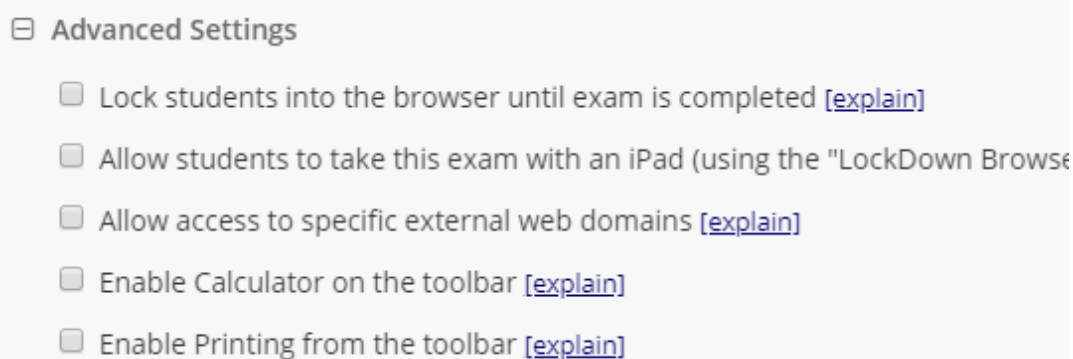 Advanced Settings
Lock students into the browser until exam is completed [explain]
Allow students to take this exam with an iPad (using the "LockDown
Allow access to specific external web domains [explain]
Enable Calculator on the toolbar [explain]
Enable Printing from the toolbar [explain]